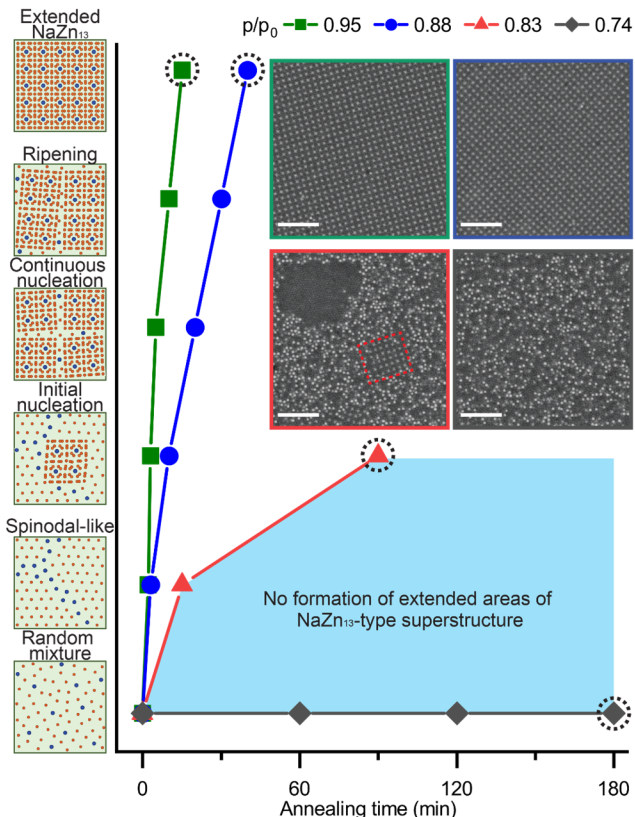 Extended
NaZn₁₃
p/p₀ 0.95 0.88 0.83 0.74
Ripening
Continuous
nucleation
Initial
nucleation
Spinodal-like
Random
mixture
No formation of extended areas of
NaZn₁₃-type superstructure
0 60 120 180
Annealing time (min)